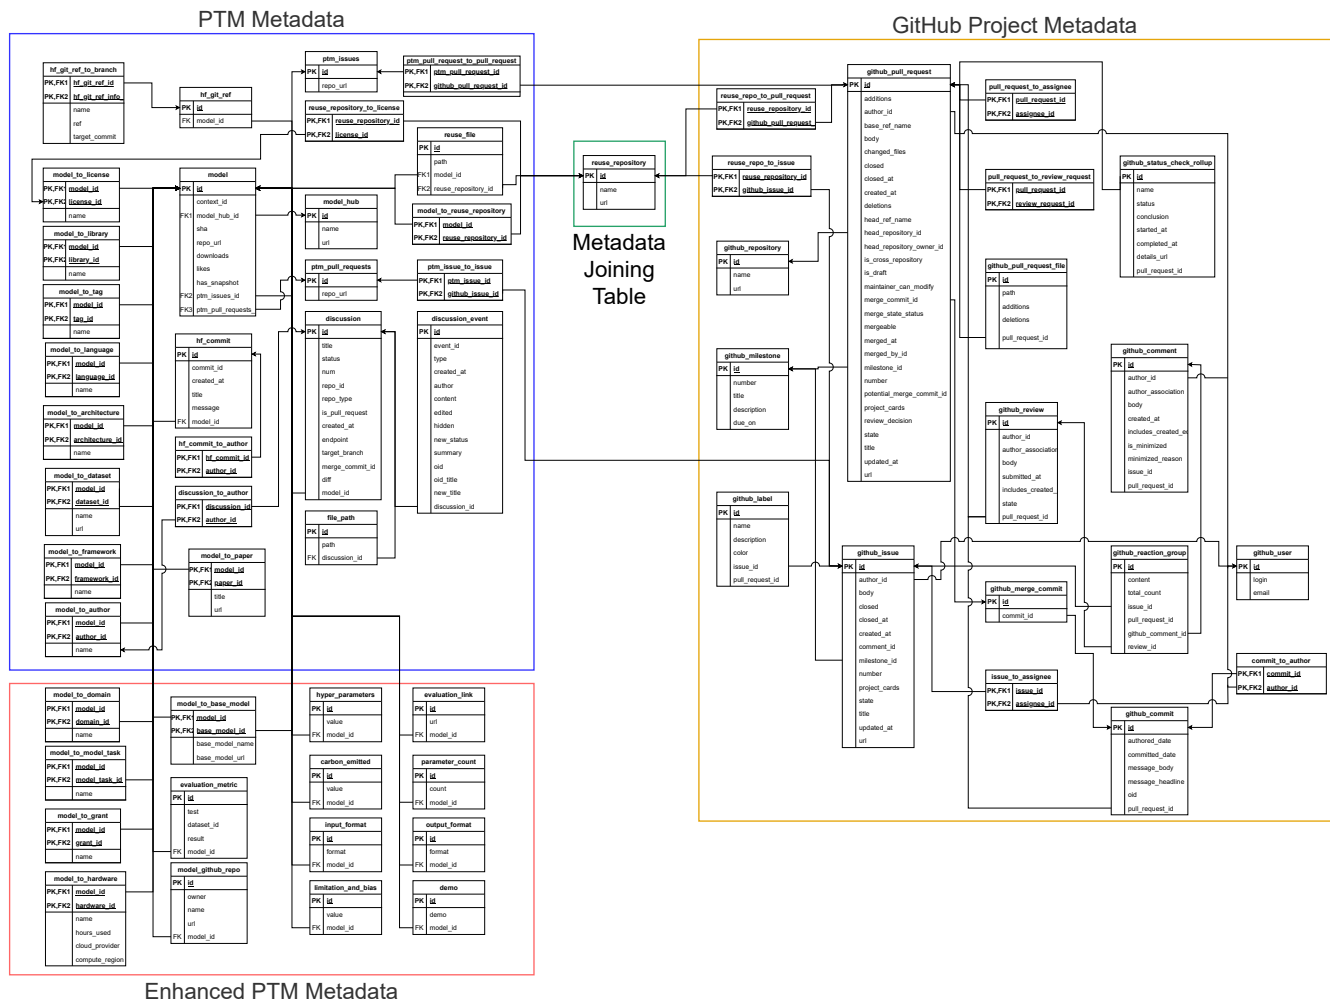 PTM Metadata
GitHub Project Metadata
hf_git_ref_to_branch
PK,FK1 hf_git_ref_id
PK,FK2 hf_git_ref_info
name
ref
target_commit
hf_git_ref
PK id
FK model_id
ptm_issues
PK id
repo_url
ptm_pull_request_to_pull_request
PK,FK1 ptm_pull_request_id
PK,FK2 github_pull_request_id
reuse_repository_to_license
PK,FK1 reuse_repository_id
PK,FK2 license_id
reuse_file
PK id
path
FK1 model_id
FK2 reuse_repository_id
model_to_license
PK,FK1 model_id
PK,FK2 license_id
name
model
PK id
context_id
FK1 model_hub_id
sha
repo_url
downloads
likes
has_snapshot
FK2 ptm_issues_id
FK3 ptm_pull_requests_
model_hub
PK id
name
url
model_to_reuse_repository
PK,FK1 model_id
PK,FK2 reuse_repository_id
model_to_library
PK,FK1 model_id
PK,FK2 library_id
name
ptm_pull_requests
PK id
repo_url
ptm_issue_to_issue
PK,FK1 ptm_issue_id
PK,FK2 github_issue_id
model_to_tag
PK,FK1 model_id
PK,FK2 tag_id
name
discussion
PK id
title
status
num
repo_id
repo_type
is_pull_request
created_at
endpoint
target_branch
merge_commit_id
diff
model_id
discussion_event
PK id
event_id
type
created_at
author
content
edited
hidden
new_status
summary
oid
oid_title
new_title
discussion_id
hf_commit
PK id
commit_id
created_at
title
message
FK model_id
model_to_language
PK,FK1 model_id
PK,FK2 language_id
name
model_to_architecture
PK,FK1 model_id
PK,FK2 architecture_id
name
hf_commit_to_author
PK,FK1 hf_commit_id
PK,FK2 author_id
model_to_dataset
PK,FK1 model_id
PK,FK2 dataset_id
name
url
discussion_to_author
PK,FK1 discussion_id
PK,FK2 author_id
file_path
PK id
path
FK discussion_id
model_to_framework
PK,FK1 model_id
PK,FK2 framework_id
name
model_to_paper
PK,FK1 model_id
PK,FK2 paper_id
title
url
model_to_author
PK,FK1 model_id
PK,FK2 author_id
name
reuse_repository
PK id
name
url
Metadada
Joining
Table
reuse_repo_to_pull_request
PK,FK1 reuse_repository_id
PK,FK2 github_pull_request_
reuse_repo_to_issue
PK,FK1 reuse_repository_id
PK,FK2 github_issue_id
github_repository
PK id
name
url
github_milestone
PK id
number
title
description
due_on
github_label
PK id
name
description
color
issue_id
pull_request_id
github_pull_request
PK id
additions
author_id
base_ref_name
body
changed_files
closed
closed_at
created_at
deletions
head_ref_name
head_repository_id
head_repository_owner_id
is_cross_repository
is_draft
maintainer_can_modify
merge_commit_id
merge_state_status
mergeable
merged_at
merged_by_id
milestone_id
number
potential_merge_commit_id
project_cards
review_decision
state
title
updated_at
url
github_issue
PK id
author_id
body
closed
closed_at
created_at
comment_id
milestone_id
number
project_cards
state
title
updated_at
url
pull_request_to_assignee
PK,FK1 pull_request_id
PK,FK2 assignee_id
pull_request_to_review_request
PK,FK1 pull_request_id
PK,FK2 review_request_id
github_status_check_rollup
PK id
name
status
conclusion
started_at
completed_at
details_url
pull_request_id
github_pull_request_file
PK id
path
additions
deletions
pull_request_id
github_comment
PK id
author_id
author_association
body
created_at
includes_created_ed
is_minimized
minimized_reason
issue_id
pull_request_id
github_review
PK id
author_id
author_association
body
submitted_at
includes_created_
state
pull_request_id
github_reaction_group
PK id
content
total_count
issue_id
pull_request_id
github_comment_id
review_id
github_user
PK id
login
email
github_merge_commit
PK id
commit_id
issue_to_assignee
PK,FK1 issue_id
PK,FK2 assignee_id
commit_to_author
PK,FK1 commit_id
PK,FK2 author_id
github_commit
PK id
authored_date
committed_date
message_body
message_headline
oid
pull_request_id
model_to_domain
PK,FK1 model_id
PK,FK2 domain_id
name
model_to_base_model
PK,FK1 model_id
PK,FK2 base_model_id
base_model_name
base_model_url
hyper_parameters
PK id
value
FK model_id
evaluation_link
PK id
url
FK model_id
model_to_model_task
PK,FK1 model_id
PK,FK2 model_task_id
name
carbon_emitted
PK id
value
FK model_id
parameter_count
PK id
count
FK model_id
evaluation_metric
PK id
test
dataset_id
result
FK model_id
model_to_grant
PK,FK1 model_id
PK,FK2 grant_id
name
input_format
PK id
format
FK model_id
output_format
PK id
format
FK model_id
model_to_hardware
PK,FK1 model_id
PK,FK2 hardware_id
name
hours_used
cloud_provider
compute_region
model_github_repo
PK id
owner
name
url
FK model_id
limitation_and_bias
PK id
value
FK model_id
demo
PK id
demo
FK model_id
Enhanced PTM Metadata